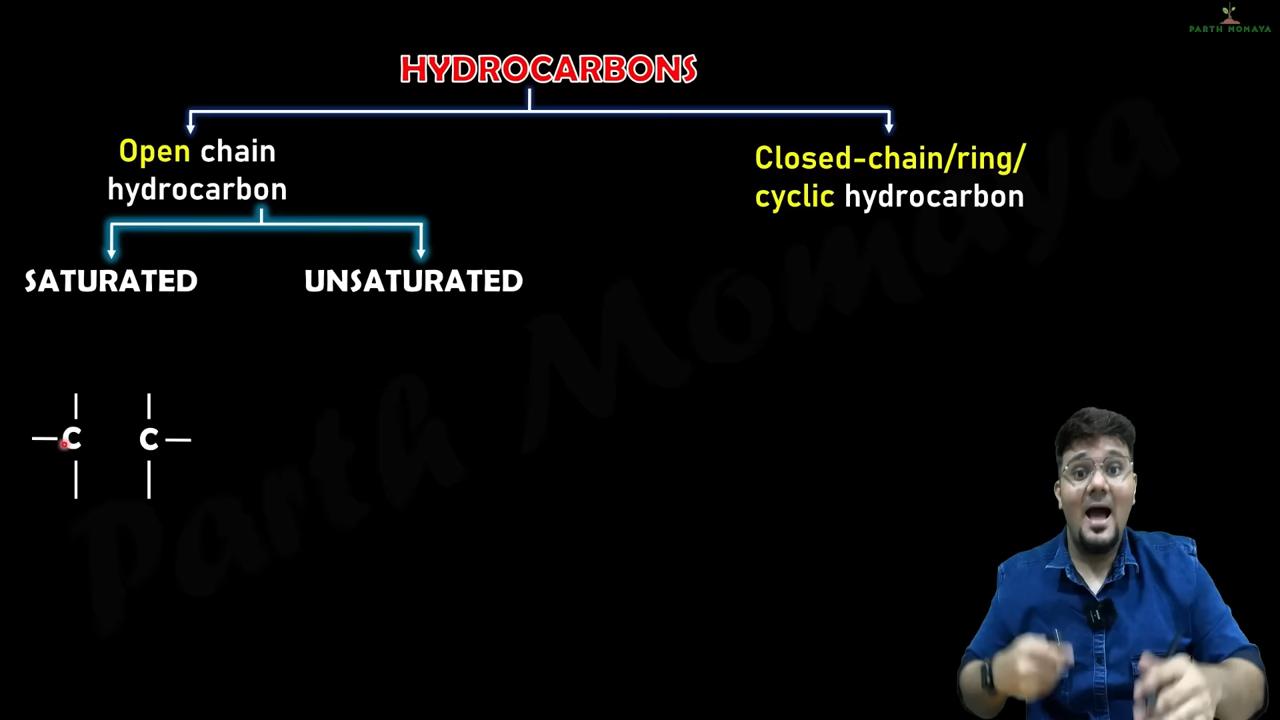 PARTH MOMAYA
HYDROCARBONS
Open chain
hydrocarbon
Closed-chain/ring/
cyclic hydrocarbon
SATURATED
UNSATURATED
C C
Parth Momaya